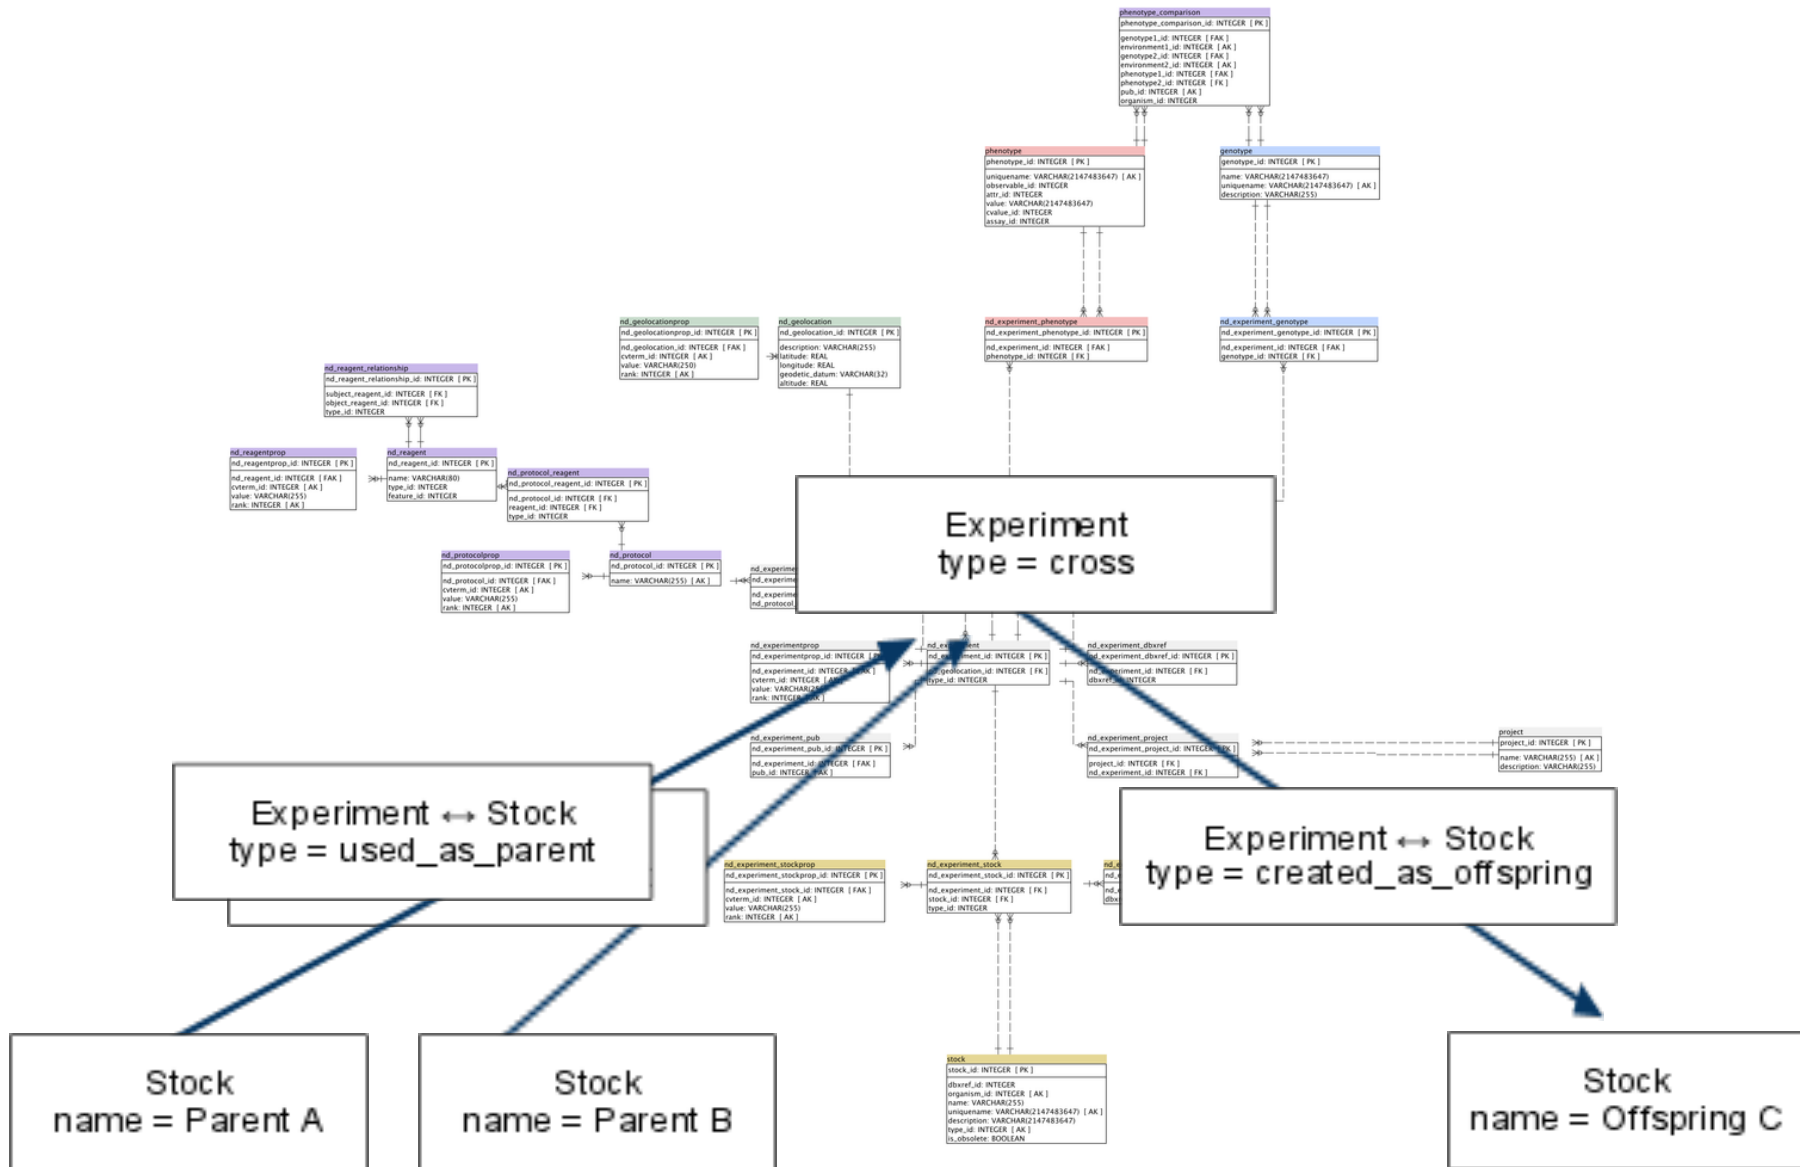 phenotype_comparison
phenotype_comparison_id: INTEGER [ PK ]
genotype1_id: INTEGER [ FAK ]
environment1_id: INTEGER [ AK ]
genotype2_id: INTEGER [ FAK ]
environment2_id: INTEGER [ AK ]
phenotype1_id: INTEGER [ FAK ]
phenotype2_id: INTEGER [ FK ]
pub_id: INTEGER [ AK ]
organism_id: INTEGER
phenotype
phenotype_id: INTEGER [ PK ]
uniquename: VARCHAR(2147483647) [ AK ]
observable_id: INTEGER
attr_id: INTEGER
value: VARCHAR(2147483647)
cvalue_id: INTEGER
assay_id: INTEGER
genotype
genotype_id: INTEGER [ PK ]
name: VARCHAR(2147483647)
uniquename: VARCHAR(2147483647) [ AK ]
description: VARCHAR(255)
nd_geolocationprop
nd_geolocationprop_id: INTEGER [ PK ]
nd_geolocation_id: INTEGER [ FAK ]
cvterm_id: INTEGER [ AK ]
value: VARCHAR(250)
rank: INTEGER [ AK ]
nd_geolocation
nd_geolocation_id: INTEGER [ PK ]
description: VARCHAR(255)
latitude: REAL
longitude: REAL
geodetic_datum: VARCHAR(32)
altitude: REAL
nd_experiment_phenotype
nd_experiment_phenotype_id: INTEGER [ PK ]
nd_experiment_id: INTEGER [ FAK ]
phenotype_id: INTEGER [ FK ]
nd_experiment_genotype
nd_experiment_genotype_id: INTEGER [ PK ]
nd_experiment_id: INTEGER [ FAK ]
genotype_id: INTEGER [ FK ]
nd_reagent_relationship
nd_reagent_relationship_id: INTEGER [ PK ]
subject_reagent_id: INTEGER [ FK ]
object_reagent_id: INTEGER [ FK ]
type_id: INTEGER
nd_reagentprop
nd_reagentprop_id: INTEGER [ PK ]
nd_reagent_id: INTEGER [ FAK ]
cvterm_id: INTEGER [ AK ]
value: VARCHAR(255)
rank: INTEGER [ AK ]
nd_reagent
nd_reagent_id: INTEGER [ PK ]
name: VARCHAR(80)
type_id: INTEGER
feature_id: INTEGER
nd_protocol_reagent
nd_protocol_reagent_id: INTEGER [ PK ]
nd_protocol_id: INTEGER [ FK ]
reagent_id: INTEGER [ FK ]
type_id: INTEGER
Experiment
type = cross
nd_protocolprop
nd_protocolprop_id: INTEGER [ PK ]
nd_protocol_id: INTEGER [ FAK ]
cvterm_id: INTEGER [ AK ]
value: VARCHAR(255)
rank: INTEGER [ AK ]
nd_protocol
nd_protocol_id: INTEGER [ PK ]
name: VARCHAR(255) [ AK ]
nd_experime
nd_experime
nd_experime
nd_protocol_
nd_experimentprop
nd_experimentprop_id: INTEGER
nd_experiment_id: INTEGER
value:
rank:
type_id: INTEGER
nd_experiment_dbxref
nd_experiment_dbxref_id: INTEGER [ PK ]
nd_experiment_id: INTEGER [ FK ]
nd_experiment_pub
nd_experiment_pub_id: INTEGER [ PK ]
nd_experiment_id: INTEGER [ FAK ]
pub_id:
nd_experiment_project
nd_experiment_project_id: INTEGER
project_id: INTEGER [ FK ]
nd_experiment_id: INTEGER [ FK ]
project
project_id: INTEGER [ PK ]
name: VARCHAR(255) [ AK ]
description: VARCHAR(255)
Experiment ↔ Stock
type = used_as_parent
Experiment ↔ Stock
type = created_as_offspring
nd_experiment_stockprop
nd_experiment_stockprop_id: INTEGER [ PK ]
nd_experiment_stock_id: INTEGER [ FAK ]
cvterm_id: INTEGER [ AK ]
value: VARCHAR(255)
rank: INTEGER [ AK ]
nd_experiment_stock
nd_experiment_stock_id: INTEGER [ PK ]
nd_experiment_id: INTEGER [ FK ]
stock_id: INTEGER [ FK ]
type_id: INTEGER
Stock
name = Parent A
Stock
name = Parent B
stock
stock_id: INTEGER [ PK ]
dbxref_id: INTEGER
organism_id: INTEGER [ AK ]
name: VARCHAR(255)
uniquename: VARCHAR(2147483647) [ AK ]
description: VARCHAR(2147483647)
type_id: INTEGER [ AK ]
is_obsolete: BOOLEAN
Stock
name = Offspring C